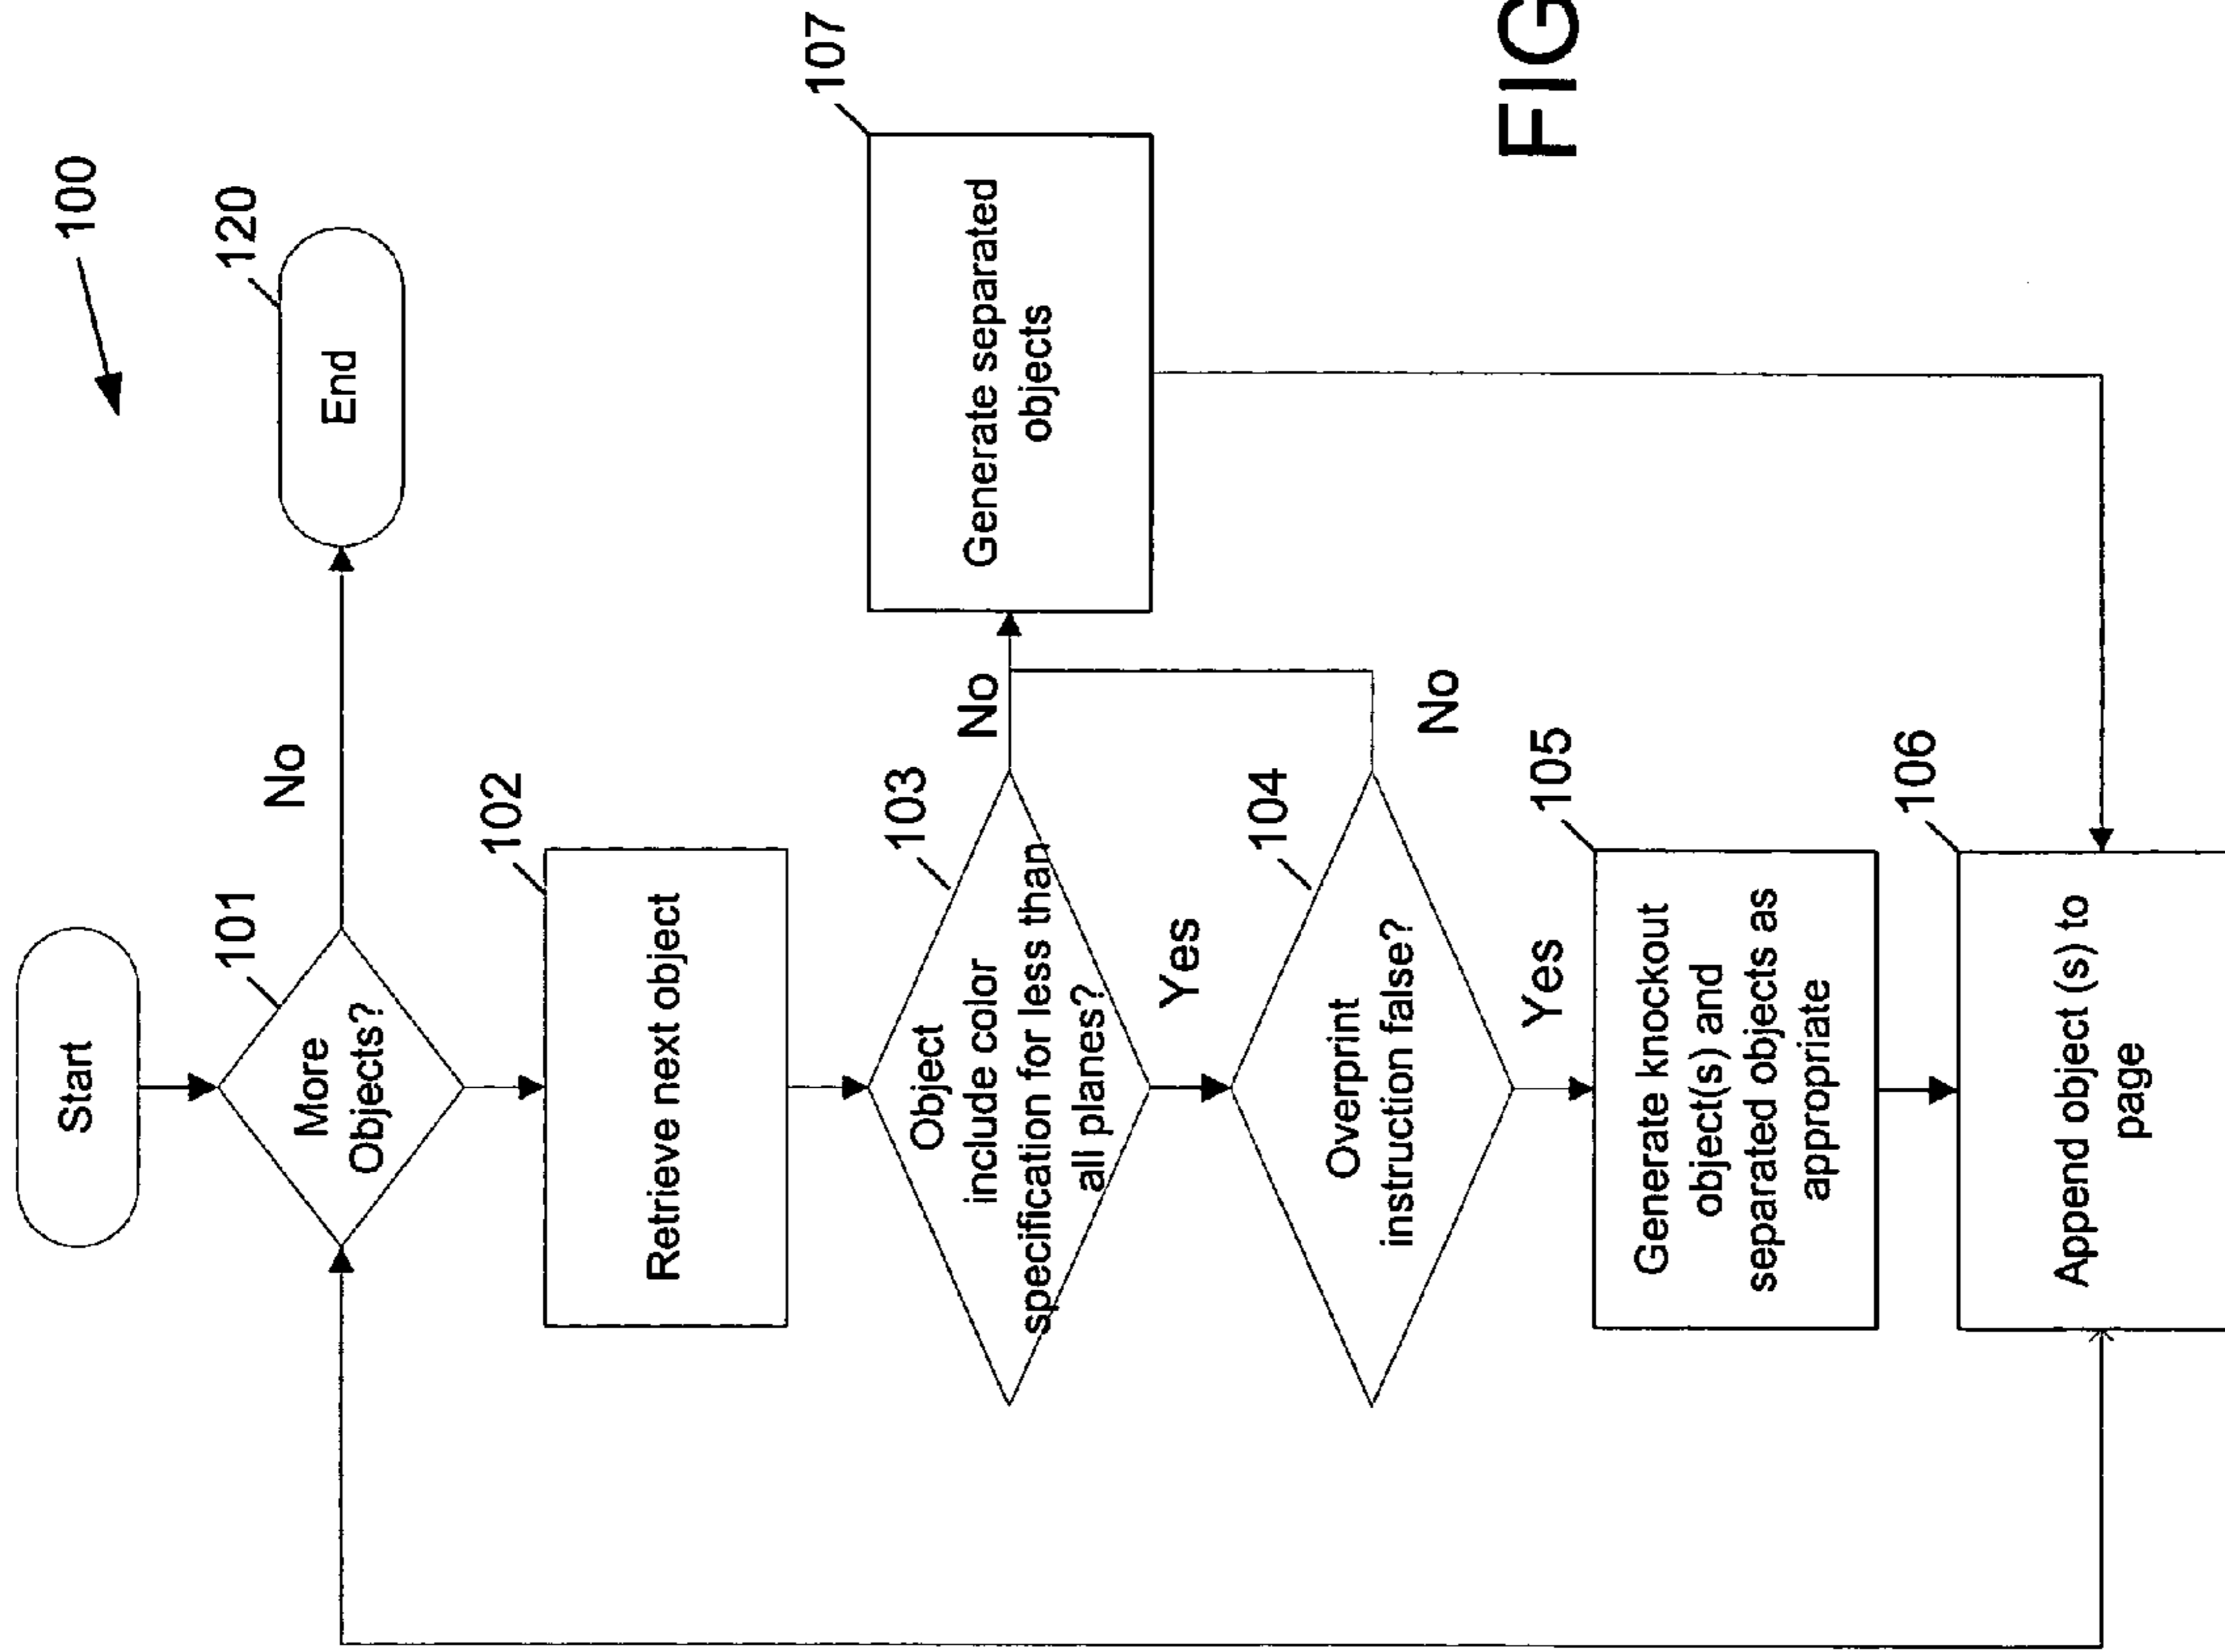 100
Start
101
More
Objects?
No
120
End
102
Retrieve next object
103
Object
include color
specification for less than
all planes?
No
Yes
107
Generate separated
objects
104
Overprint
instruction false?
No
Yes
105
Generate knockout
object(s) and
separated objects as
appropriate
106
Append object (s) to
page
FIG